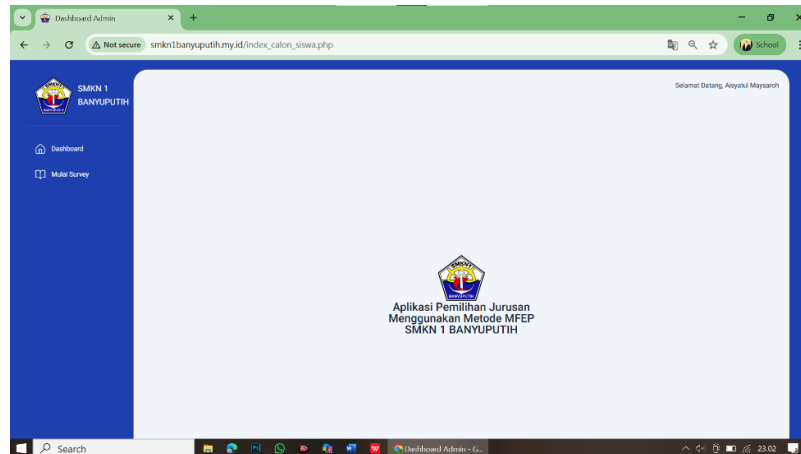 Dashboard Admin
Not secure smkn1banyuputih.my.id/index_calon_siswa.php
School
SMKN 1
BANYUPUTIH
Selamat Datang, Aisyatul Maysaroh
Dashboard
Mulai Survey
Aplikasi Pemilihan Jurusan
Menggunakan Metode MFEP
SMKN 1 BANYUPUTIH
Search
Dashboard Admin - G...
23.02